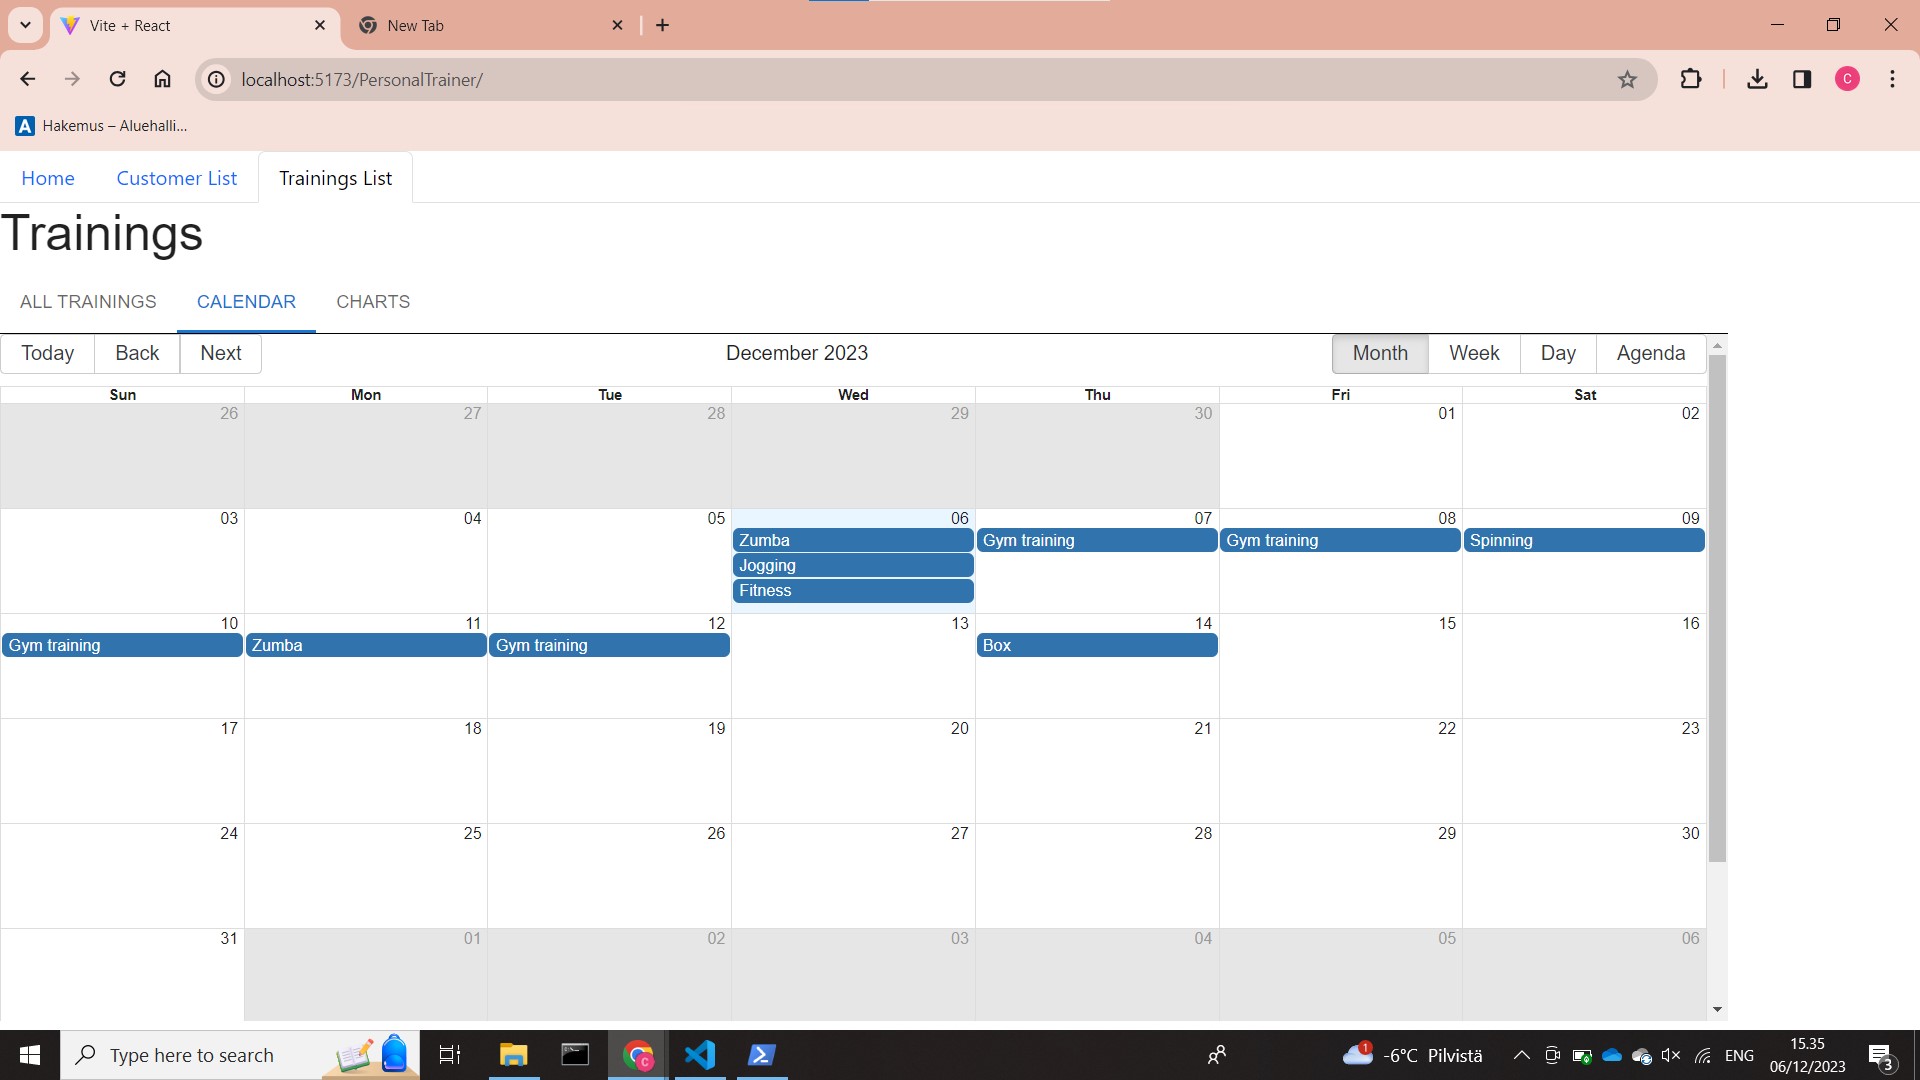 Vite + React
New Tab
localhost:5173/PersonalTrainer/
C
A Hakemus – Aluehalli...
Home Customer List Trainings List
Trainings
ALL TRAININGS CALENDAR CHARTS
Today Back Next December 2023 Month Week Day Agenda
Sun Mon Tue Wed Thu Fri Sat
26 27 28 29 30 01 02
03 04 05 06 07 08 09
Zumba Gym training Gym training Spinning
Jogging
Fitness
10 11 12 13 14 15 16
Gym training Zumba Gym training Box
17 18 19 20 21 22 23
24 25 26 27 28 29 30
31 01 02 03 04 05 06
Type here to search
C
1
-6°C Pilvistä
ENG
15.35
06/12/2023
3